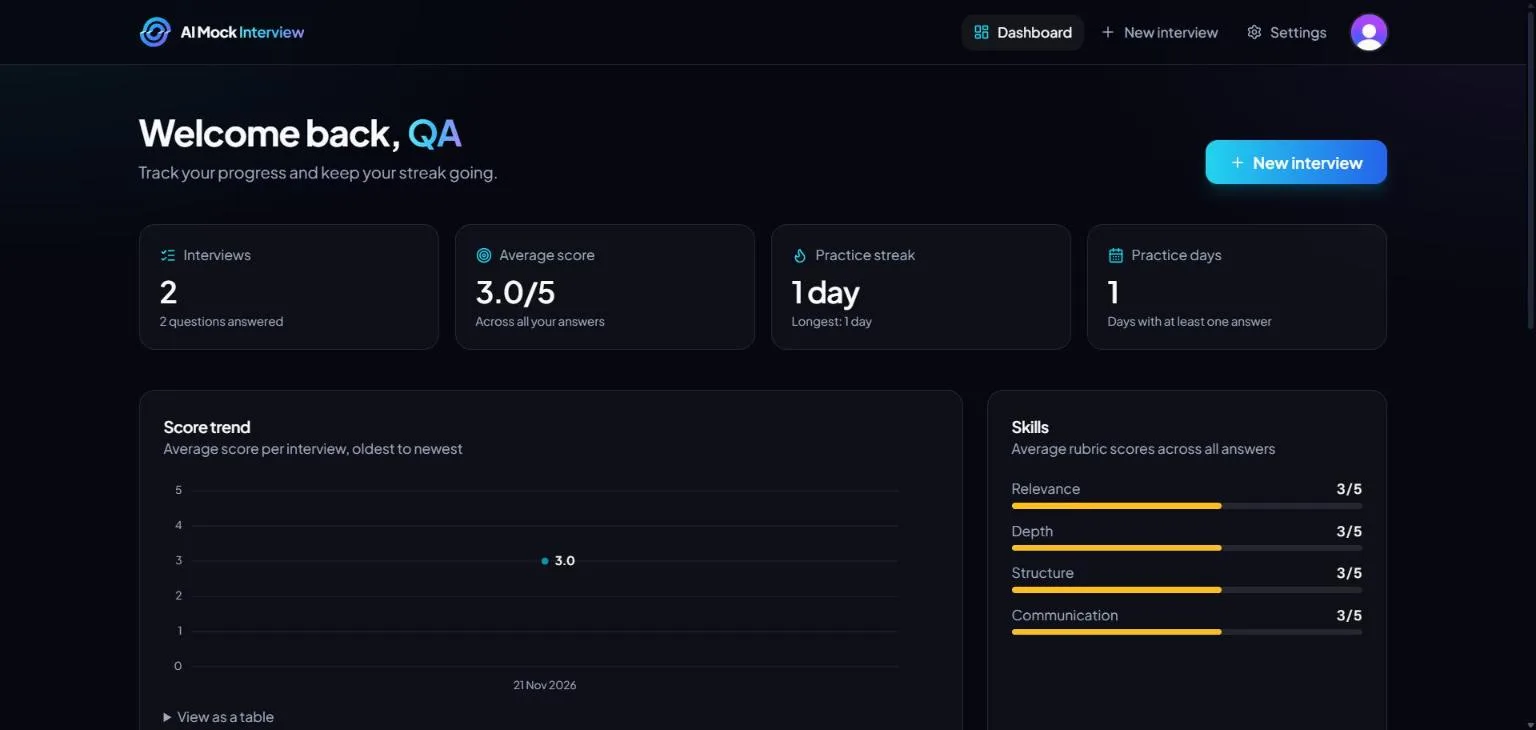 AI Mock Interview
Dashboard
New interview
Settings
Welcome back, QA
Track your progress and keep your streak going.
+ New interview
Interviews
2
2 questions answered
Average score
3.0/5
Across all your answers
Practice streak
1 day
Longest: 1 day
Practice days
1
Days with at least one answer
Score trend
Average score per interview, oldest to newest
5
4
3
2
1
0
3.0
21 Nov 2026
View as a table
Skills
Average rubric scores across all answers
Relevance 3/5
Depth 3/5
Structure 3/5
Communication 3/5